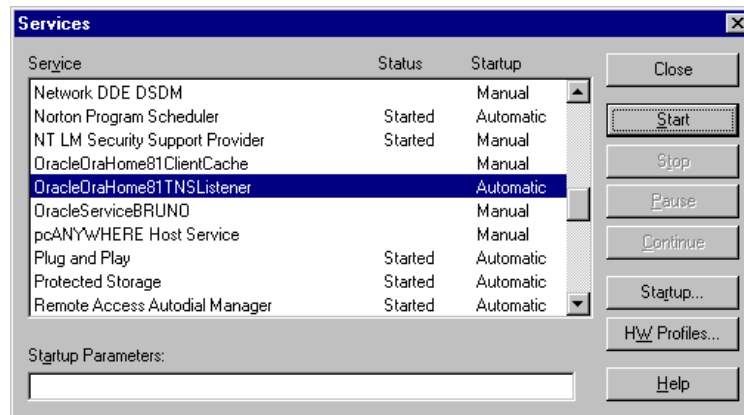 Services
Service Status Startup
Network DDE DSDM Manual
Norton Program Scheduler Started Automatic
NT LM Security Support Provider Started Manual
OracleOraHome81ClientCache Manual
OracleOraHome81TNSListener Automatic
OracleServiceBRUNO Manual
pcANYWHERE Host Service Manual
Plug and Play Started Automatic
Protected Storage Started Automatic
Remote Access Autodial Manager Started Automatic
Startup Parameters:
Close
Start
Stop
Pause
Continue
Startup...
HW Profiles...
Help